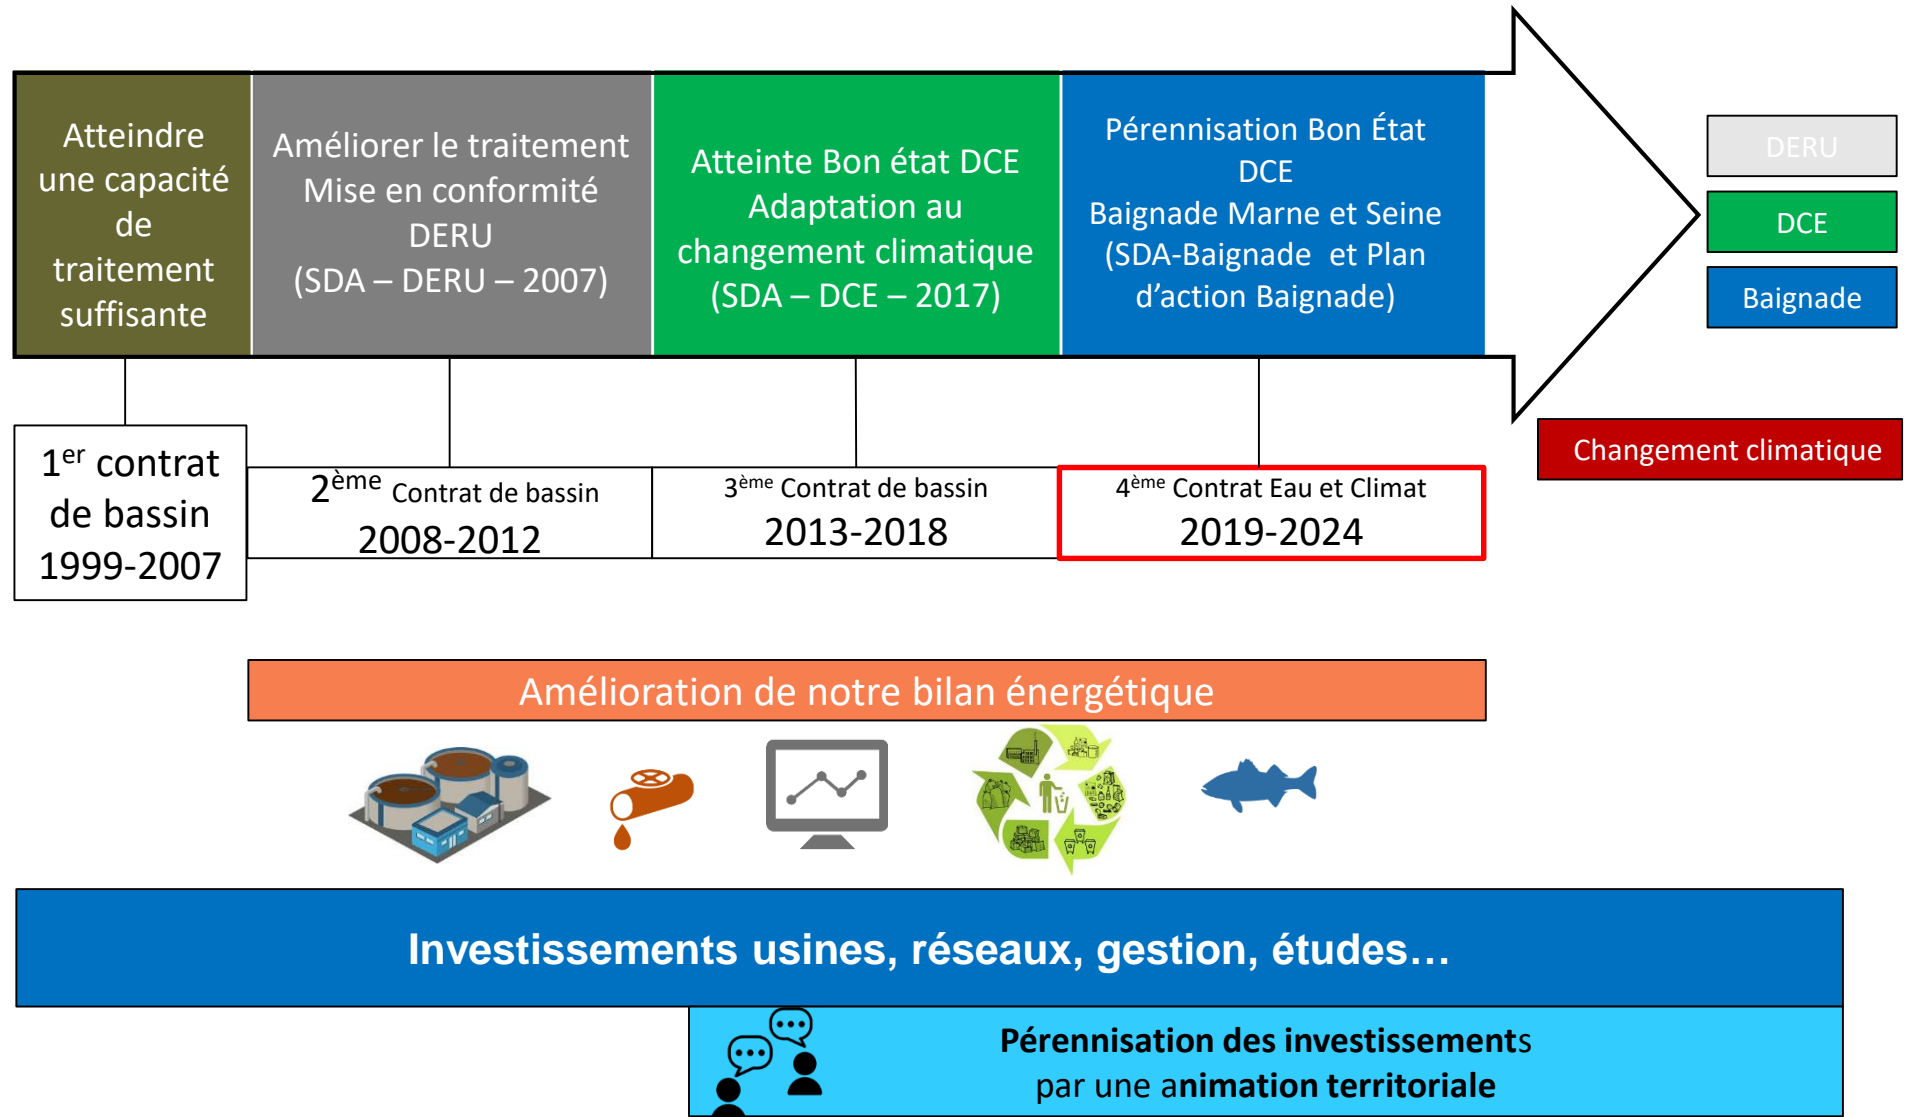 Atteindre
une capacité
de
traitement
suffisante
Améliorer le traitement
Mise en conformité
DERU
(SDA – DERU – 2007)
Atteinte Bon état DCE
Adaptation au
changement climatique
(SDA – DCE – 2017)
Pérennisation Bon État
DCE
Baignade Marne et Seine
(SDA-Baignade et Plan
d’action Baignade)
DERU
DCE
Baignade
Changement climatique
1er contrat
de bassin
1999-2007
2ème Contrat de bassin
2008-2012
3ème Contrat de bassin
2013-2018
4ème Contrat Eau et Climat
2019-2024
Amélioration de notre bilan énergétique
Investissements usines, réseaux, gestion, études…
Pérennisation des investissements
par une animation territoriale